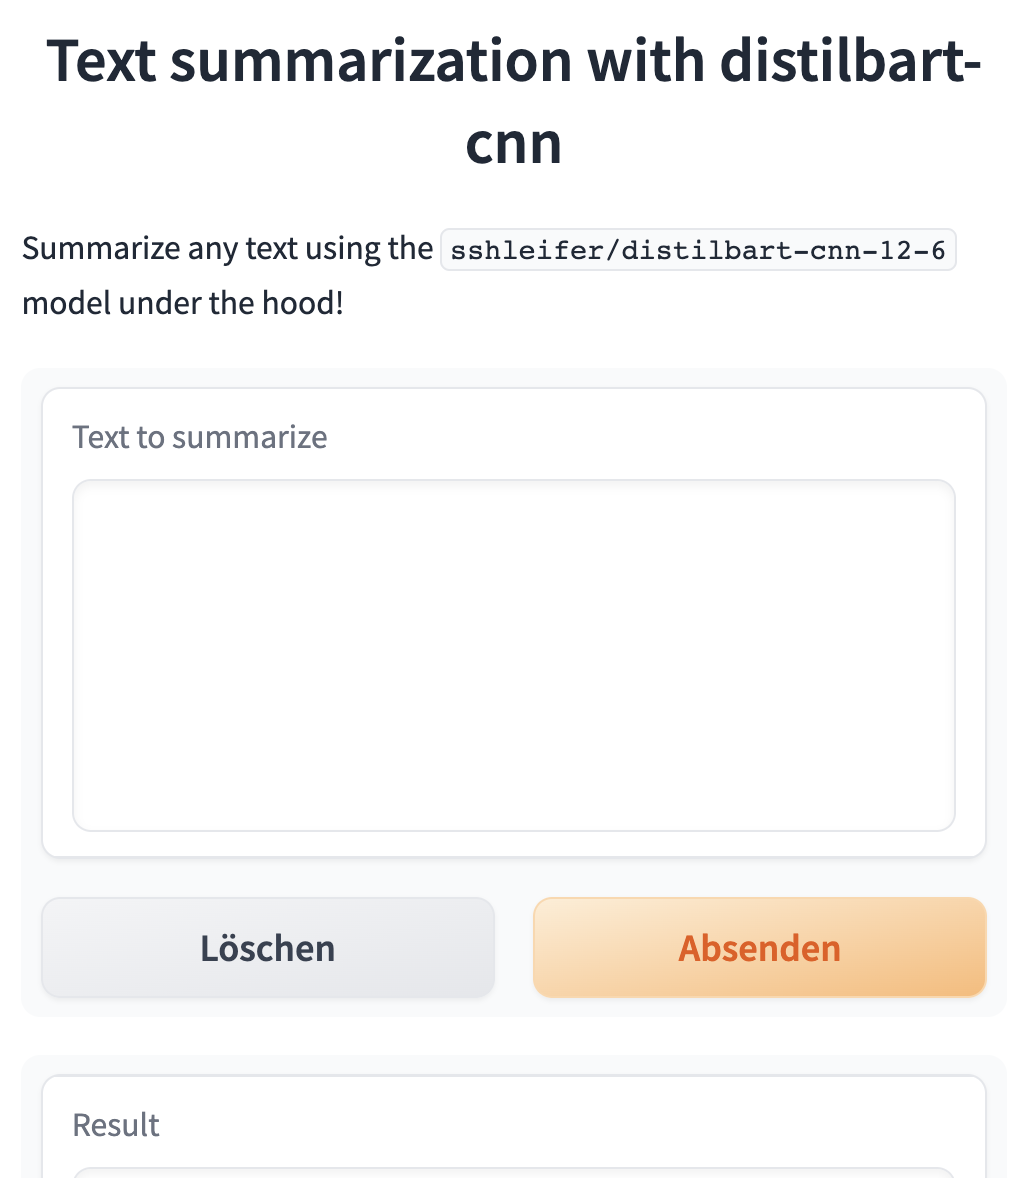 Text summarization with distilbart-
cnn
Summarize any text using the sshleifer/distilbart-cnn-12-6
model under the hood!
Text to summarize
Löschen
Absenden
Result